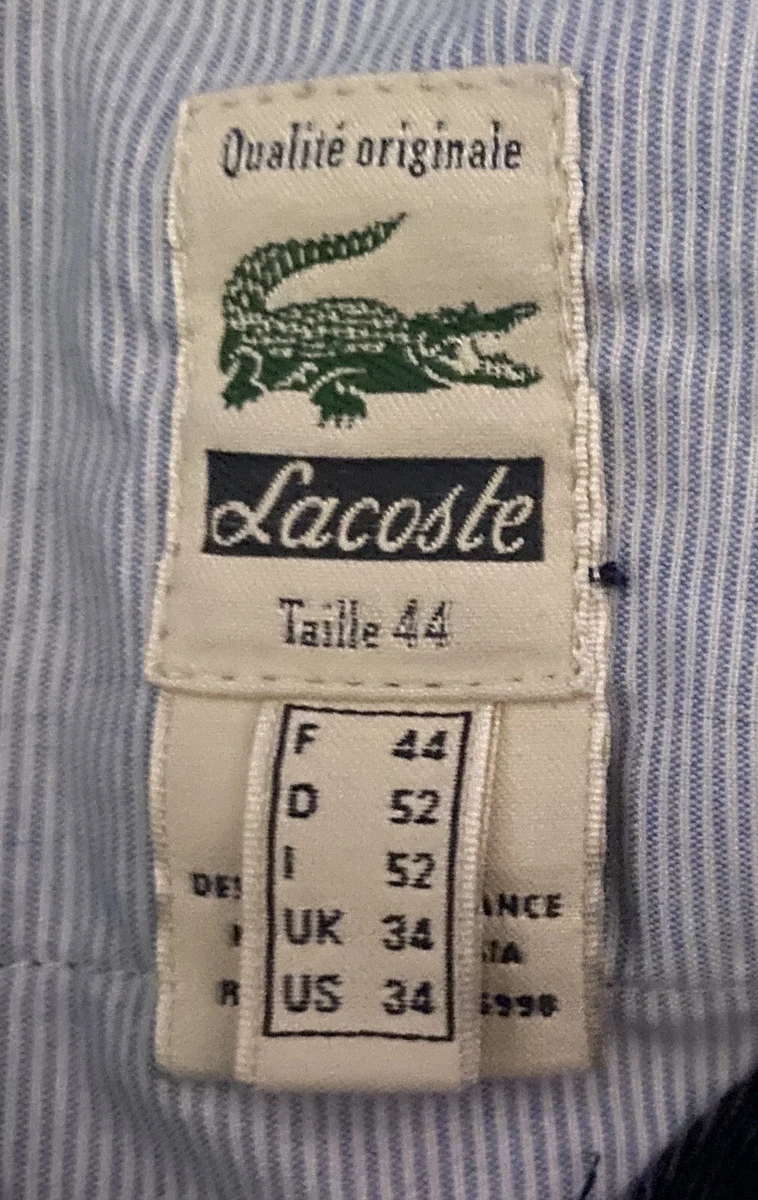 Qualité originale
Lacoste
Taille 44
F 44
D 52
I 52
UK 34
US 34